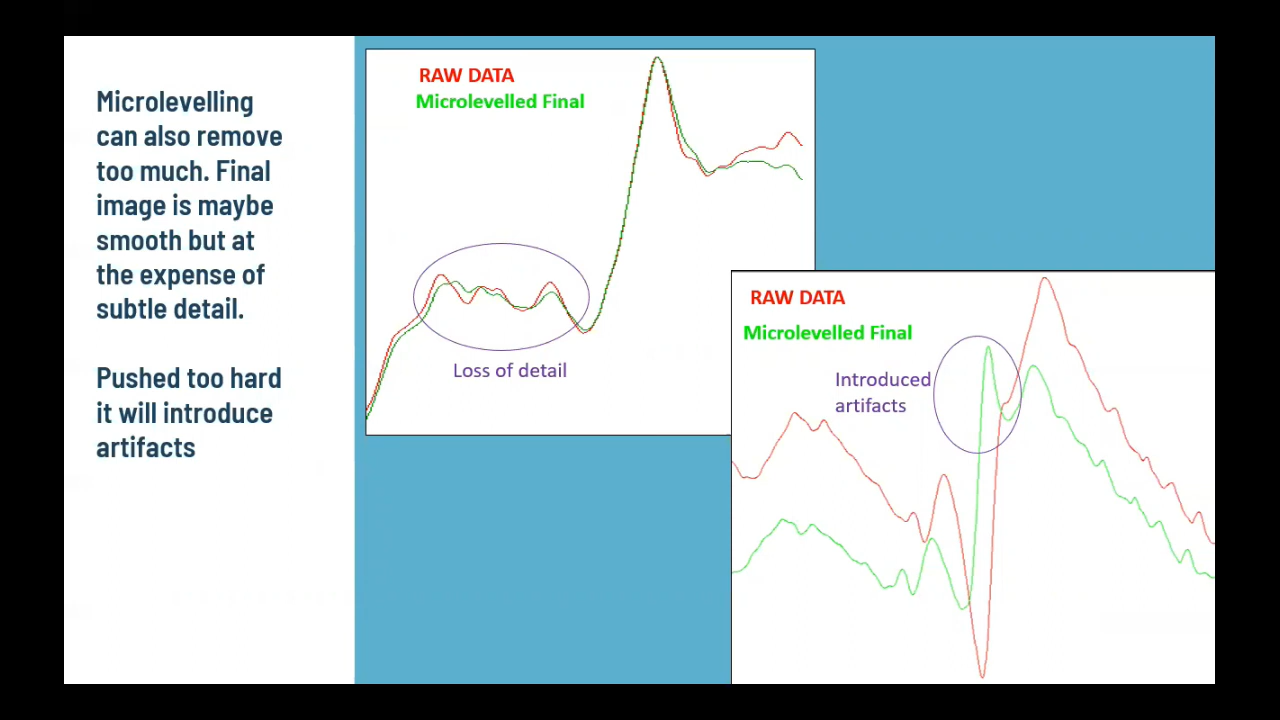 Microlevelling
can also remove
too much. Final
image is maybe
smooth but at
the expense of
subtle detail.
Pushed too hard
it will introduce
artifacts
RAW DATA
Microlevelled Final
Loss of detail
RAW DATA
Microlevelled Final
Introduced
artifacts